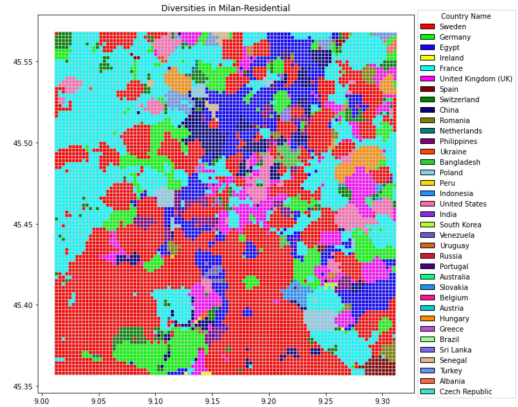 Diversities in Milan-Residential
Country Name
Sweden
Germany
Egypt
Ireland
France
United Kingdom (UK)
Spain
Switzerland
China
Romania
Netherlands
Philippines
Ukraine
Bangladesh
Poland
Peru
Indonesia
United States
India
South Korea
Venezuela
Uruguay
Russia
Portugal
Australia
Slovakia
Belgium
Austria
Hungary
Greece
Brazil
Sri Lanka
Senegal
Turkey
Albania
Czech Republic
45.55
45.50
45.45
45.40
45.35
9.00
9.05
9.10
9.15
9.20
9.25
9.30